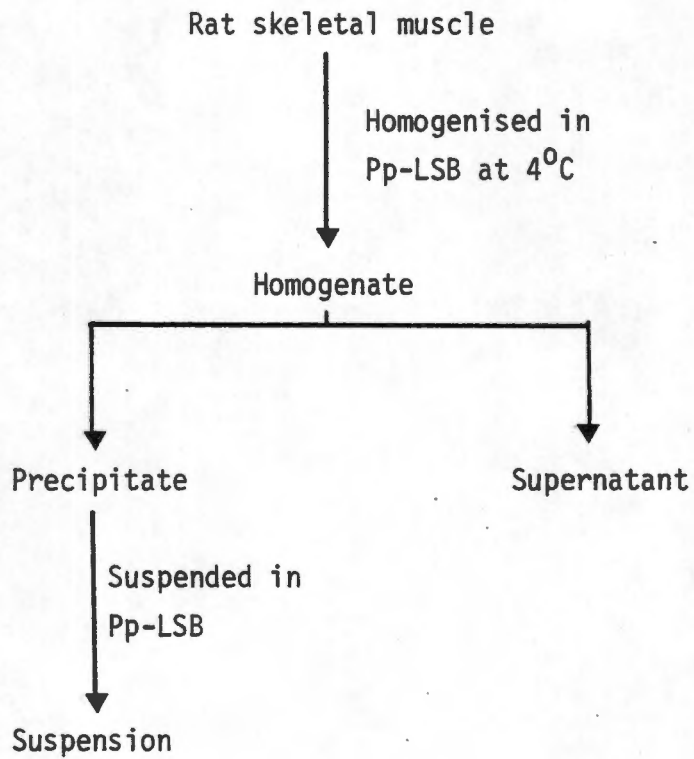 Rat skeletal muscle
Homogenised in
Pp-LSB at 4°C
Homogenate
Precipitate
Supernatant
Suspended in
Pp-LSB
Suspension